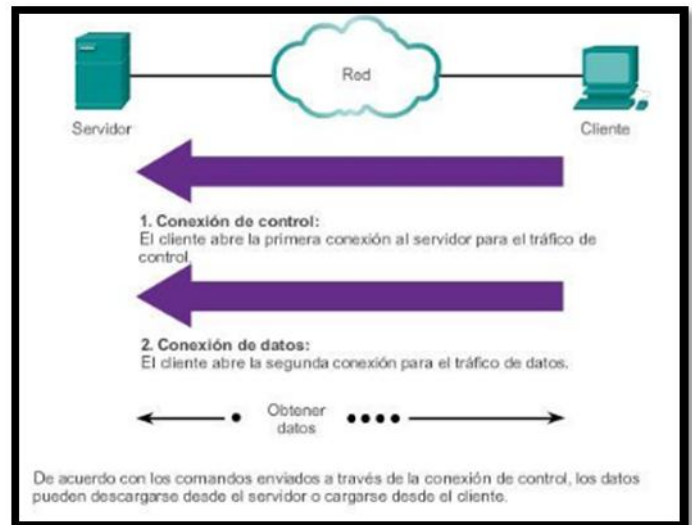 Red
Servidor
Cliente
1. Conexión de control:
El cliente abre la primera conexión al servidor para el tráfico de
control.
2. Conexión de datos:
El cliente abre la segunda conexión para el tráfico de datos.
Obtener
datos
De acuerdo con los comandos enviados a través de la conexión de control, los datos
pueden descargarse desde el servidor o cargarse desde el cliente.